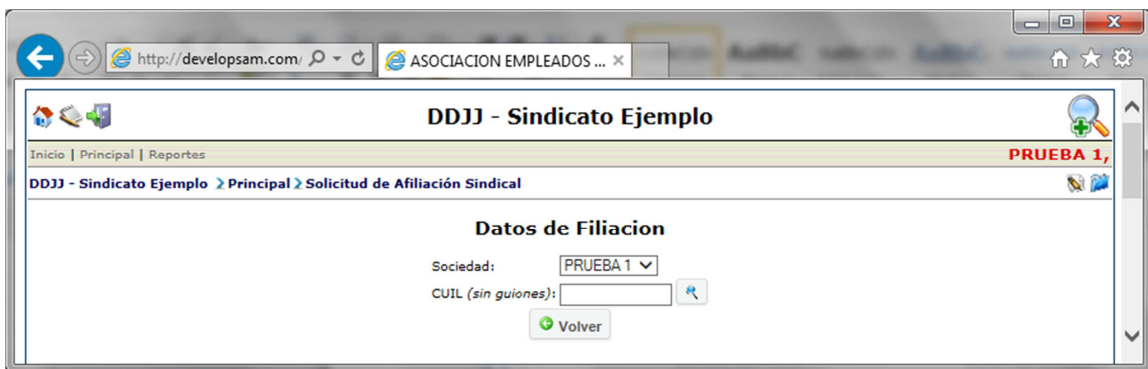 http://developsam.com/
ASOCIACION EMPLEADOS ...
DDJJ - Sindicato Ejemplo
Inicio | Principal | Reportes
PRUEBA 1,
DDJJ - Sindicato Ejemplo > Principal > Solicitud de Afiliación Sindical
Datos de Filiacion
Sociedad: PRUEBA 1
CUIL (sin guiones):
Volver